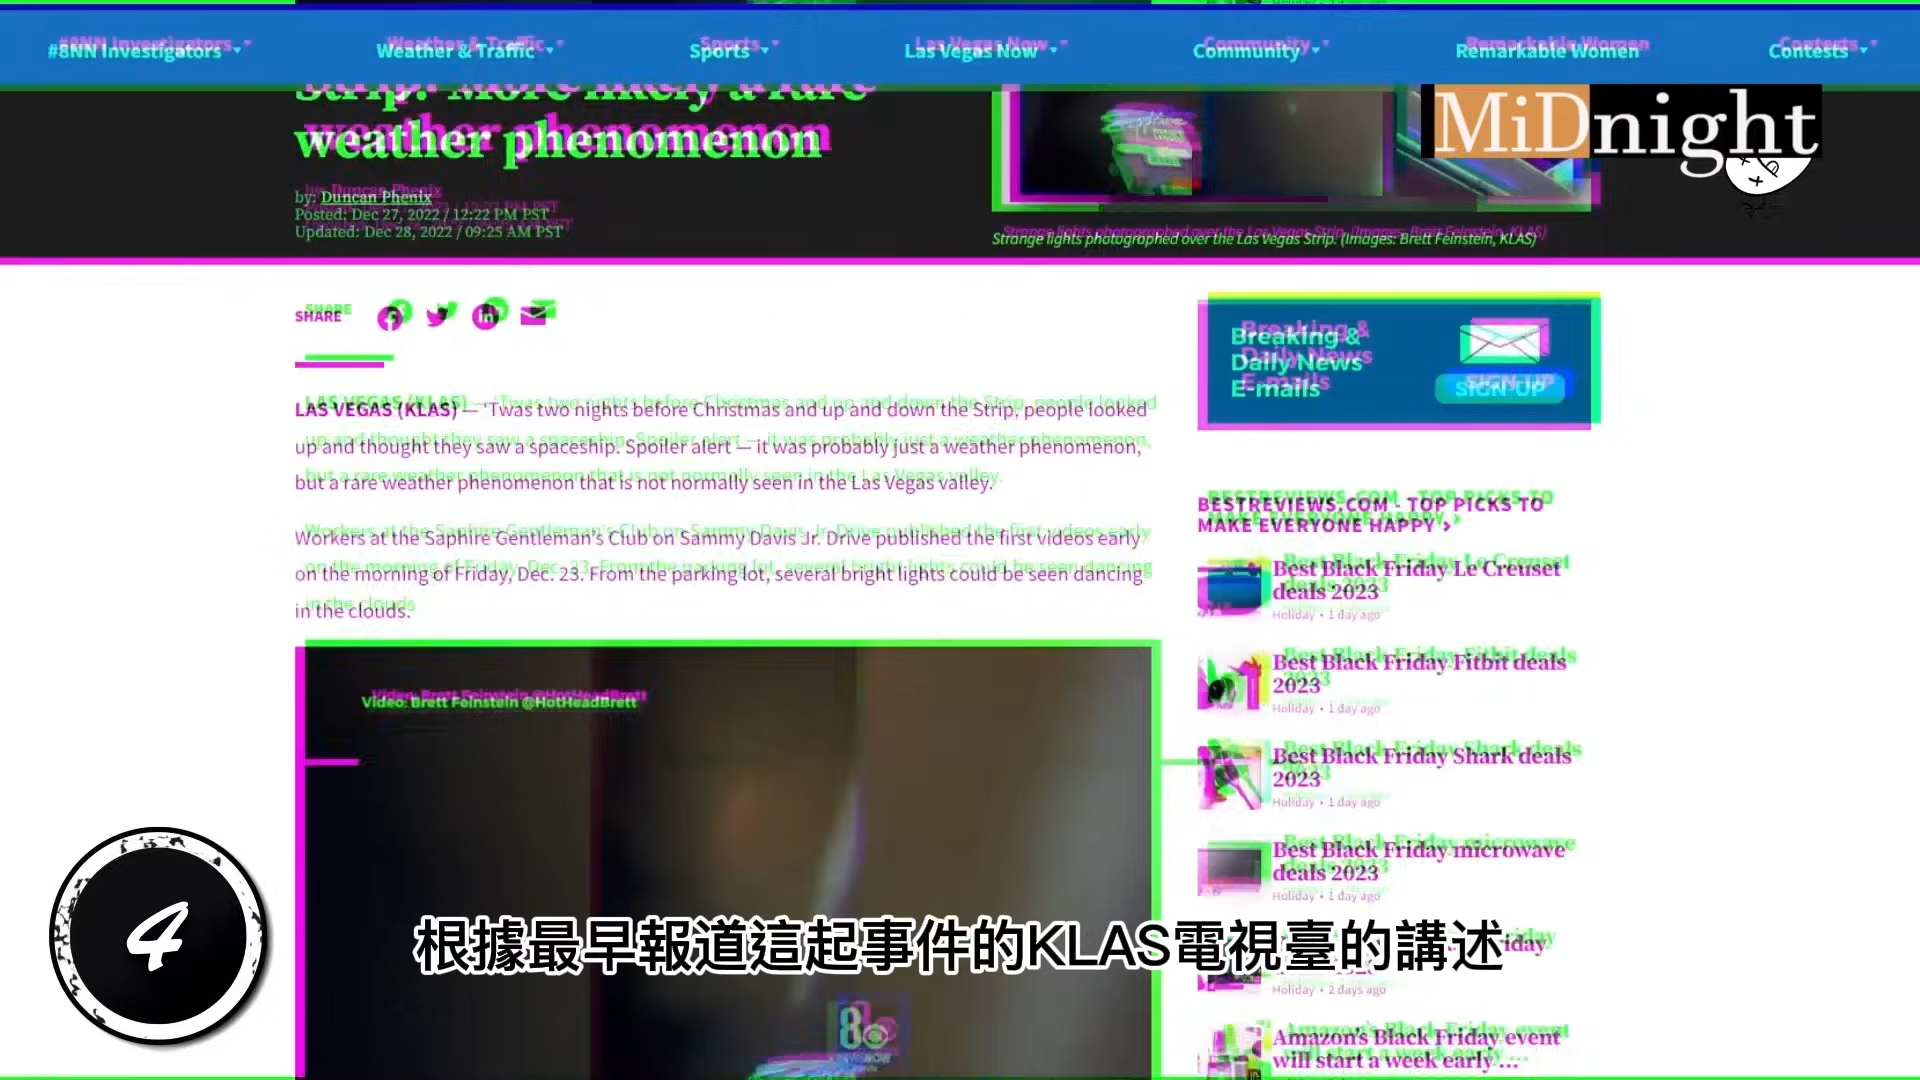 #8NN Investigators
Weather & Traffic
Sports
Las Vegas Now
Community
Remarkable Women
Contests
Strip? More likely a rare
weather phenomenon
MiDnight
by: Duncan Phenix
Posted: Dec 27, 2022 / 12:22 PM PST
Updated: Dec 28, 2022 / 09:25 AM PST
Strange lights photographed over the Las Vegas Strip. (Images: Brett Feinstein, KLAS)
SHARE
LAS VEGAS (KLAS) — ‘Twas two nights before Christmas and up and down the Strip, people looked
up and thought they saw a spaceship. Spoiler alert — it was probably just a weather phenomenon,
but a rare weather phenomenon that is not normally seen in the Las Vegas valley.
Workers at the Saphire Gentleman’s Club on Sammy Davis Jr. Drive published the first videos early
on the morning of Friday, Dec. 23. From the parking lot, several bright lights could be seen dancing
in the clouds.
Video: Brett Feinstein @HotHeadBrett
8
Breaking &
Daily News
E-mails
SIGN UP
BESTREVIEWS.COM - TOP PICKS TO
MAKE EVERYONE HAPPY ›
Best Black Friday Le Creuset
deals 2023
Holiday • 1 day ago
Best Black Friday Fitbit deals
2023
Holiday • 1 day ago
Best Black Friday Shark deals
2023
Holiday • 1 day ago
Best Black Friday microwave
deals 2023
Holiday • 1 day ago
Holiday • 2 days ago
Amazon’s Black Friday event
will start a week early …
4
根據最早報道這起事件的KLAS電視臺的講述